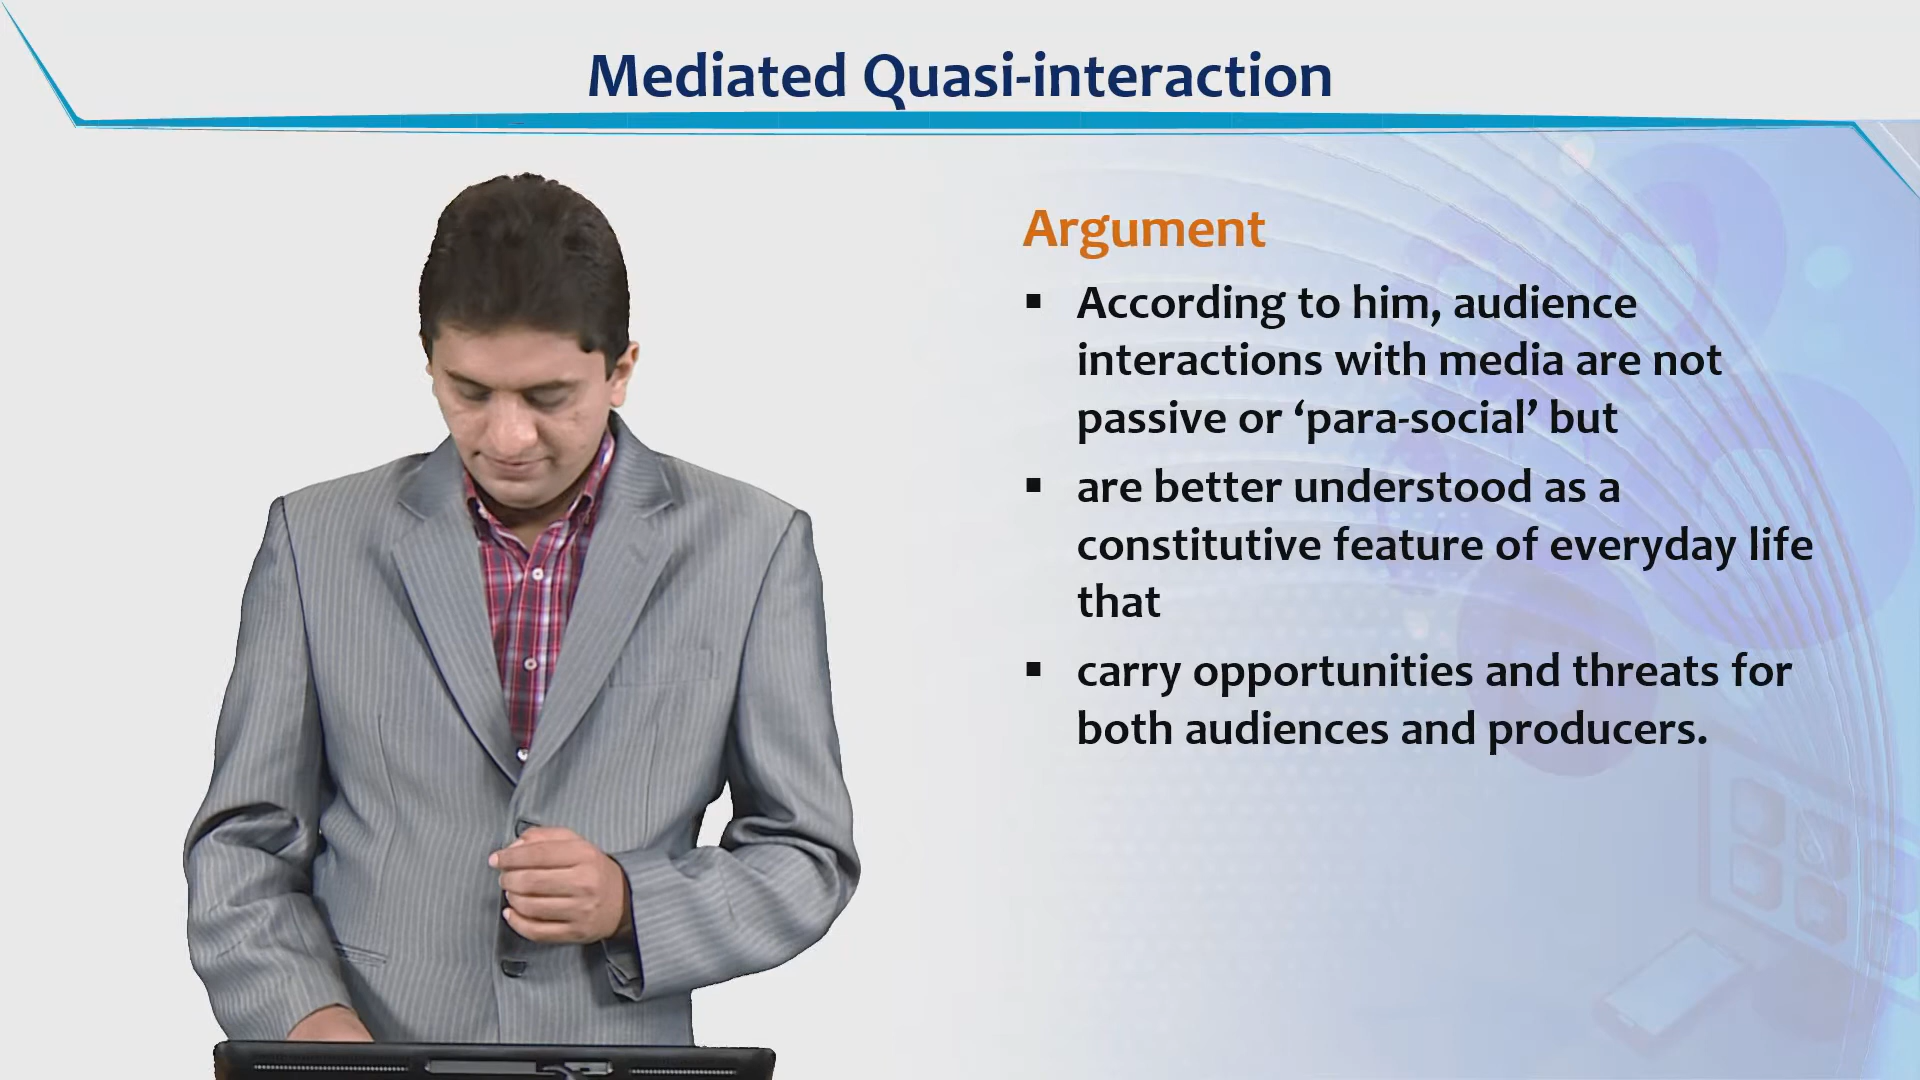 Mediated Quasi-interaction
Argument
▪ According to him, audience
interactions with media are not
passive or ‘para-social’ but
▪ are better understood as a
constitutive feature of everyday life
that
▪ carry opportunities and threats for
both audiences and producers.